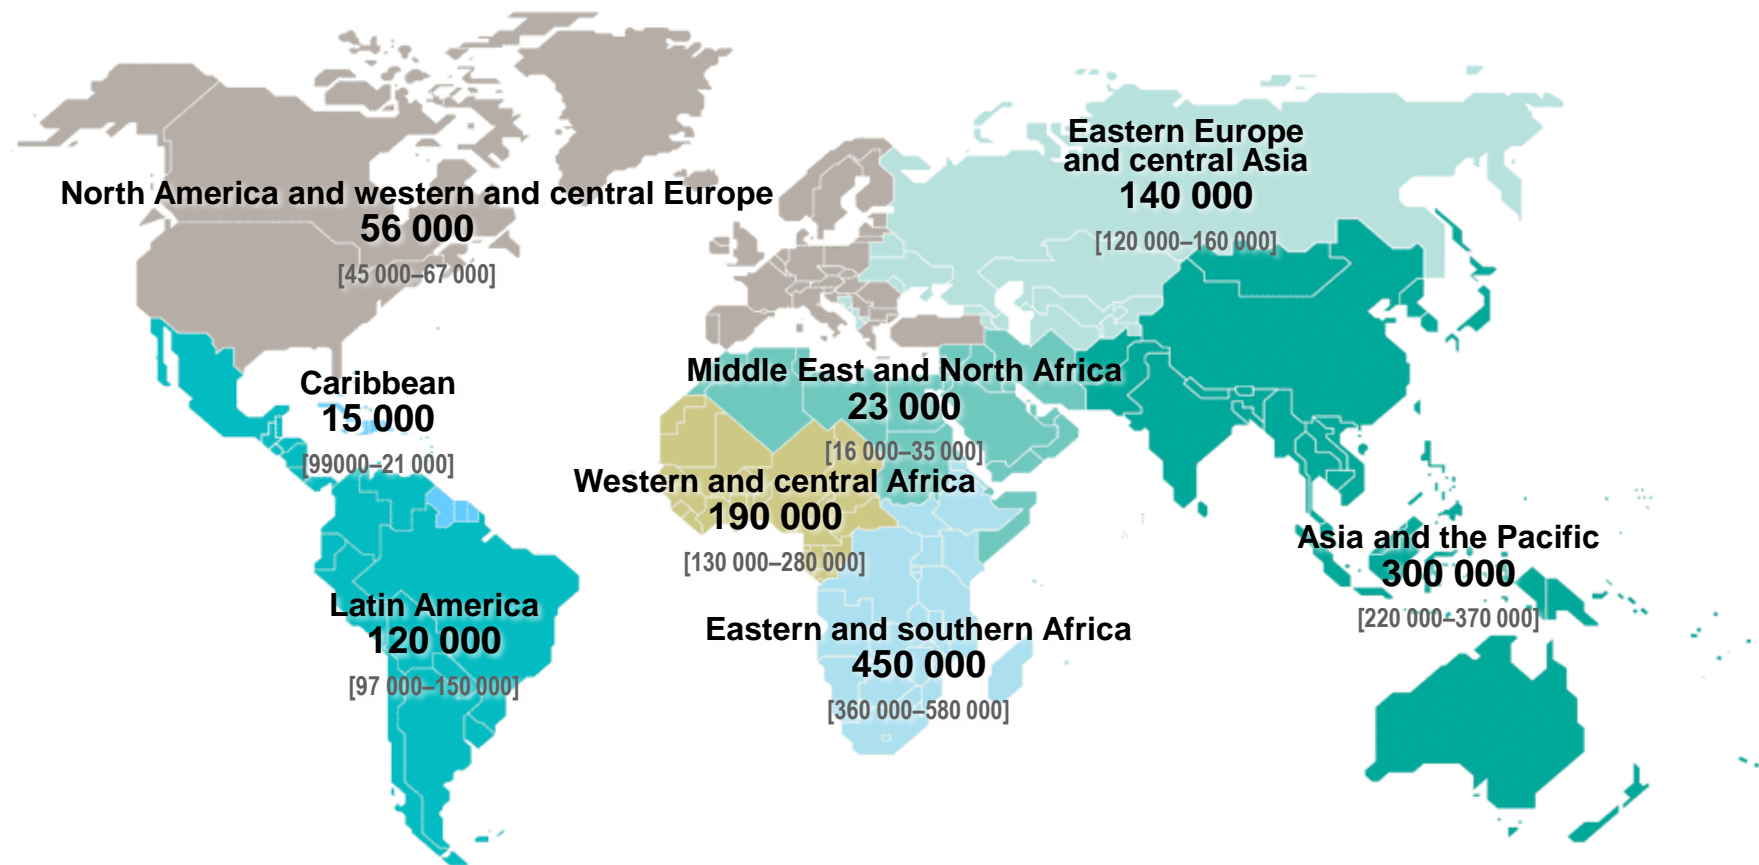 Eastern Europe
and central Asia
140 000
[120 000–160 000]
North America and western and central Europe
56 000
[45 000–67 000]
Middle East and North Africa
23 000
[16 000–35 000]
Caribbean
15 000
[99000–21 000]
Western and central Africa
190 000
[130 000–280 000]
Asia and the Pacific
300 000
[220 000–370 000]
Latin America
120 000
[97 000–150 000]
Eastern and southern Africa
450 000
[360 000–580 000]